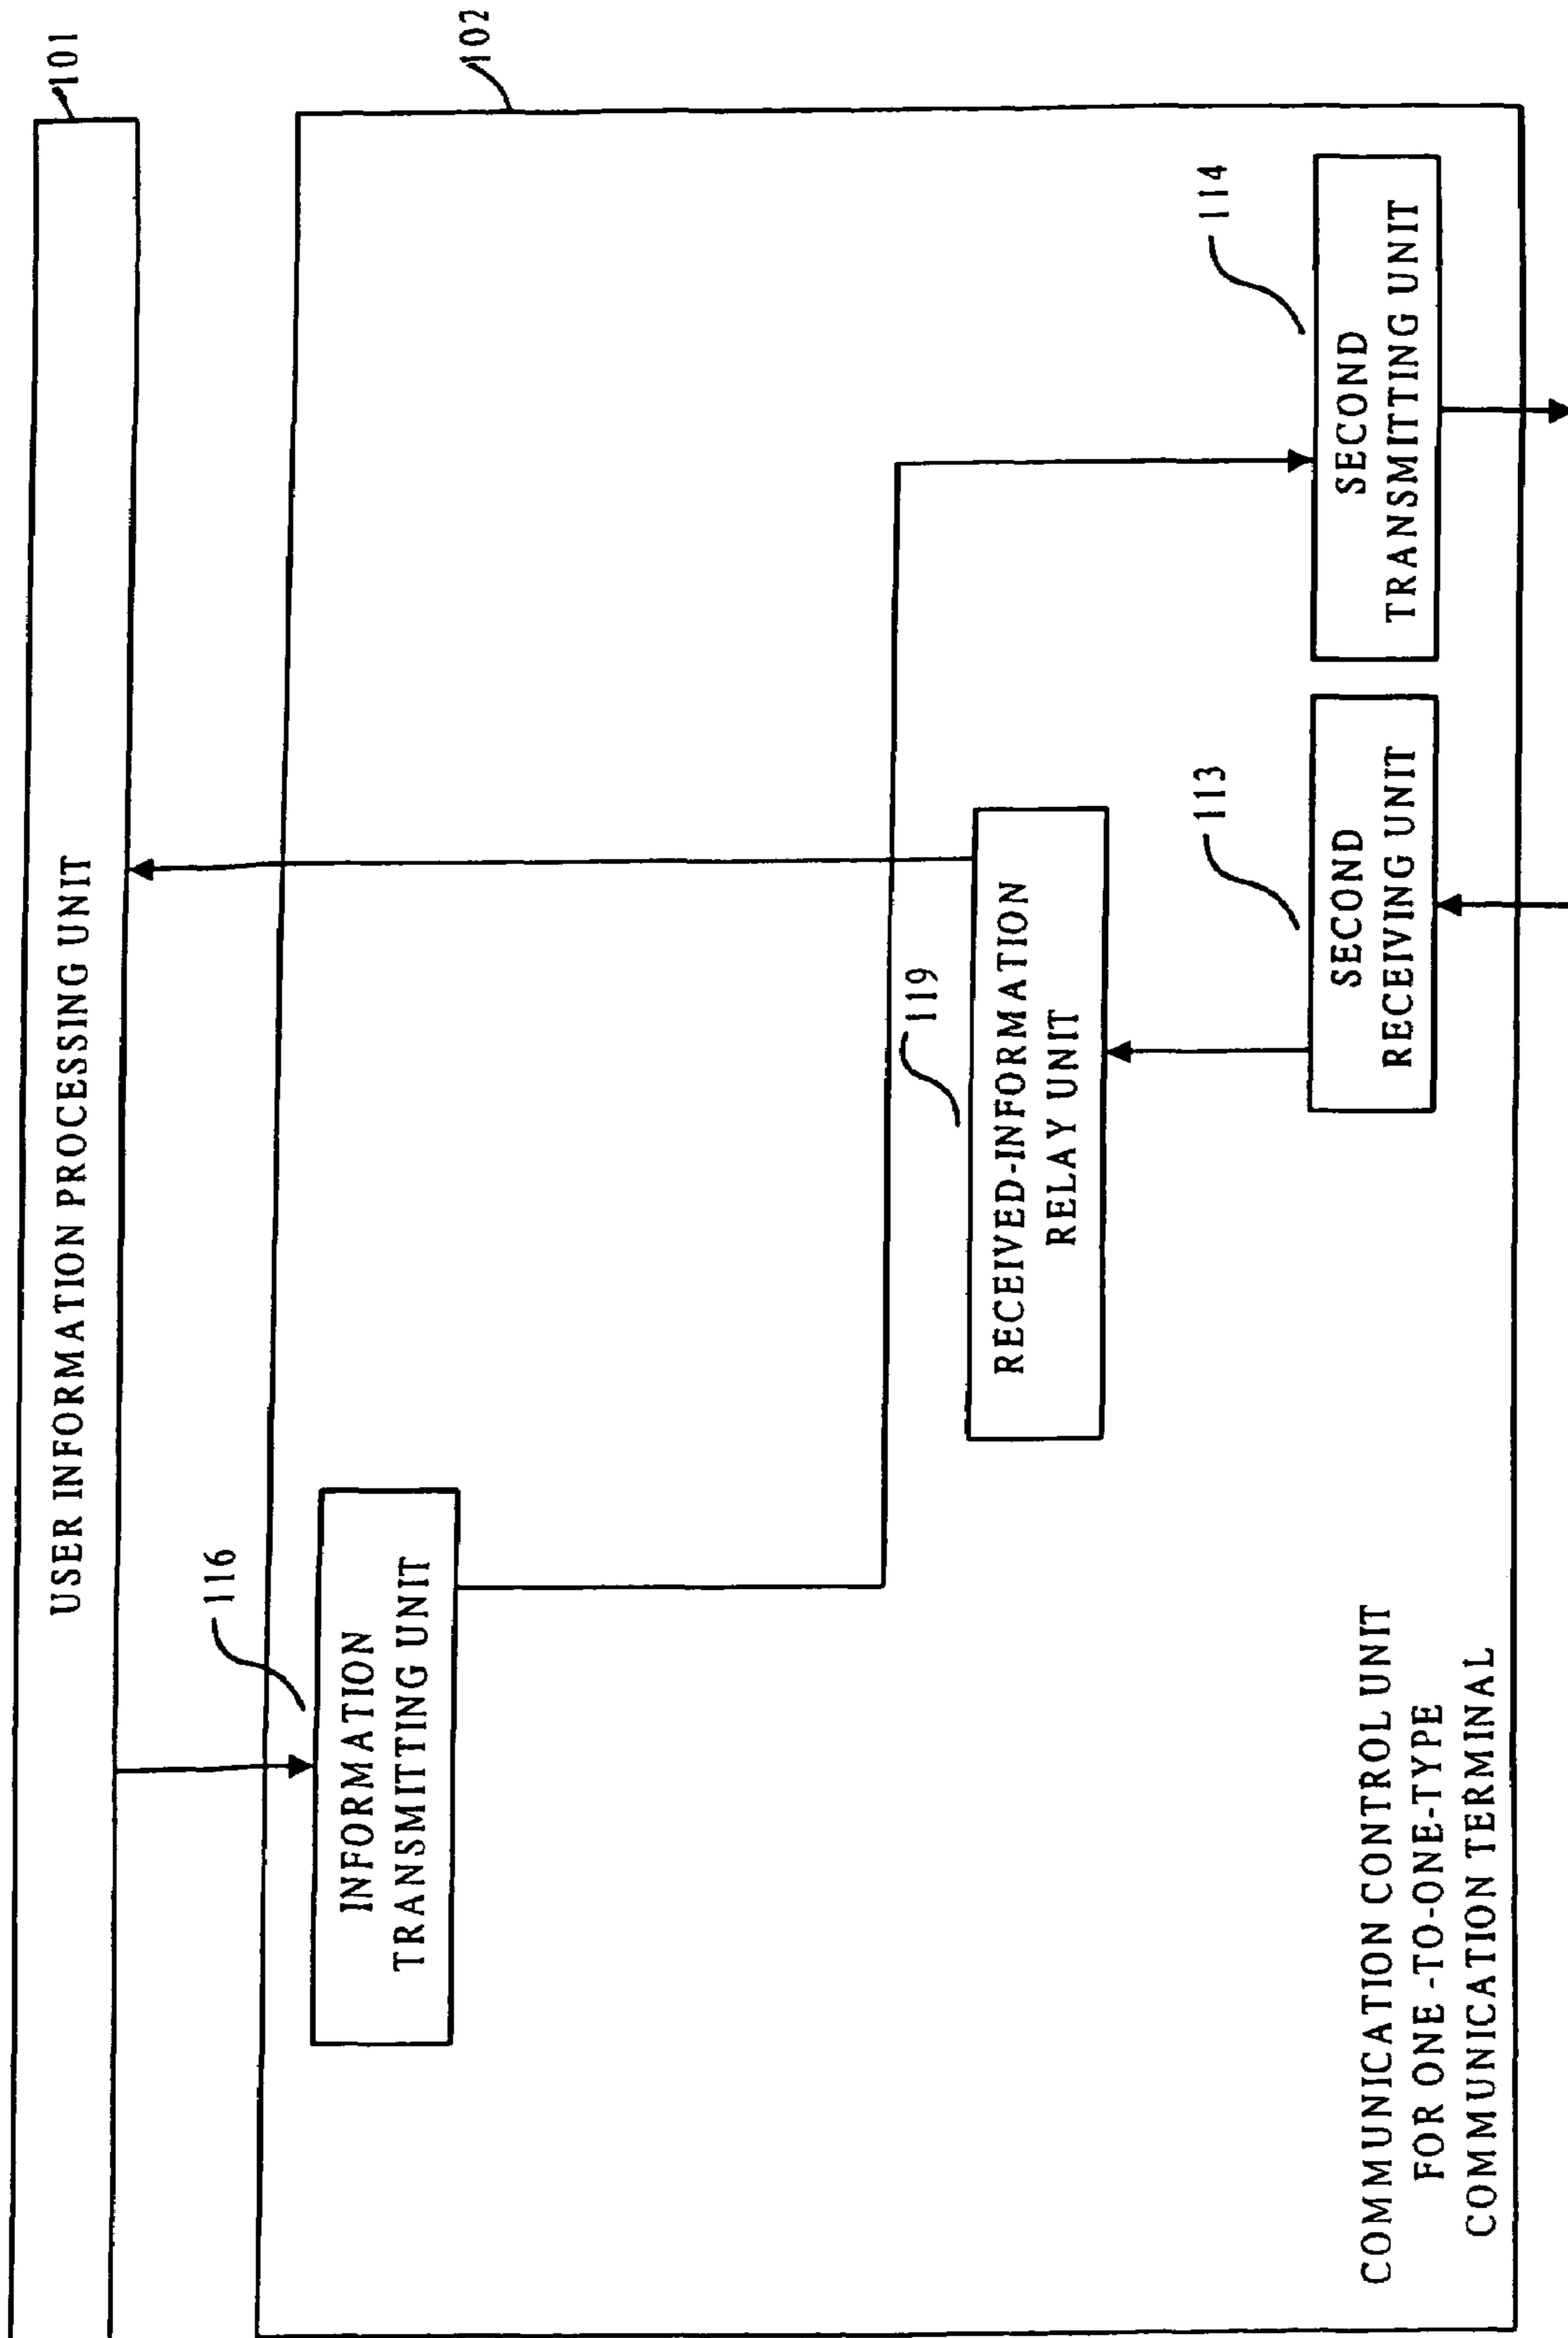 101
USER INFORMATION PROCESSING UNIT
102
116
INFORMATION
TRANSMITTING UNIT
119
RECEIVED-INFORMATION
RELAY UNIT
113
SECOND
RECEIVING UNIT
114
SECOND
TRANSMITTING UNIT
COMMUNICATION CONTROL UNIT
FOR ONE -TO-ONE-TYPE
COMMUNICATION TERMINAL